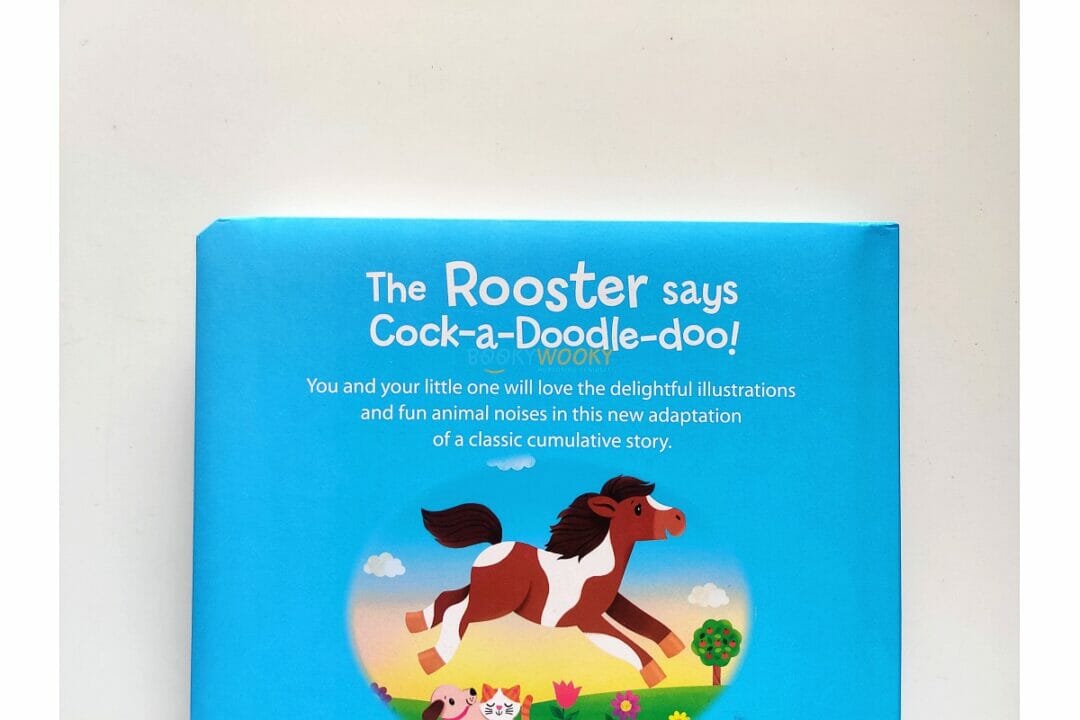 The Rooster says
Cock-a-Doodle-doo!
BOOKYWOOKY
You and your little one will love the delightful illustrations
and fun animal noises in this new adaptation
of a classic cumulative story.